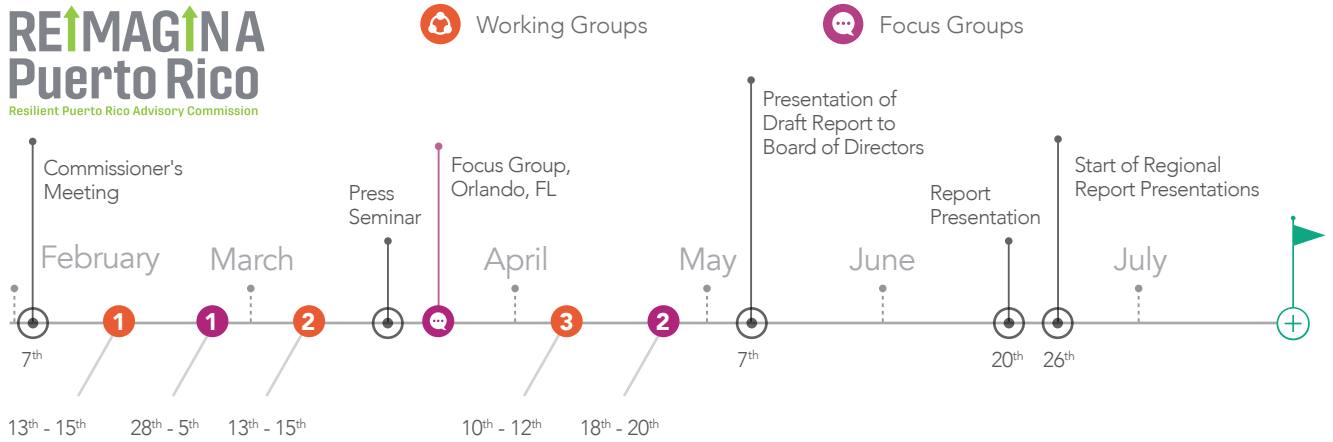 REIMAGINA
Puerto Rico
Resilient Puerto Rico Advisory Commission
Working Groups
Focus Groups
Commissioner's
Meeting
Press
Seminar
Focus Group,
Orlando, FL
Presentation of
Draft Report to
Board of Directors
Report
Presentation
Start of Regional
Report Presentations
February
March
April
May
June
July
1
1
2
3
2
7th
7th
20th
26th
13th - 15th
28th - 5th
13th - 15th
10th - 12th
18th - 20th